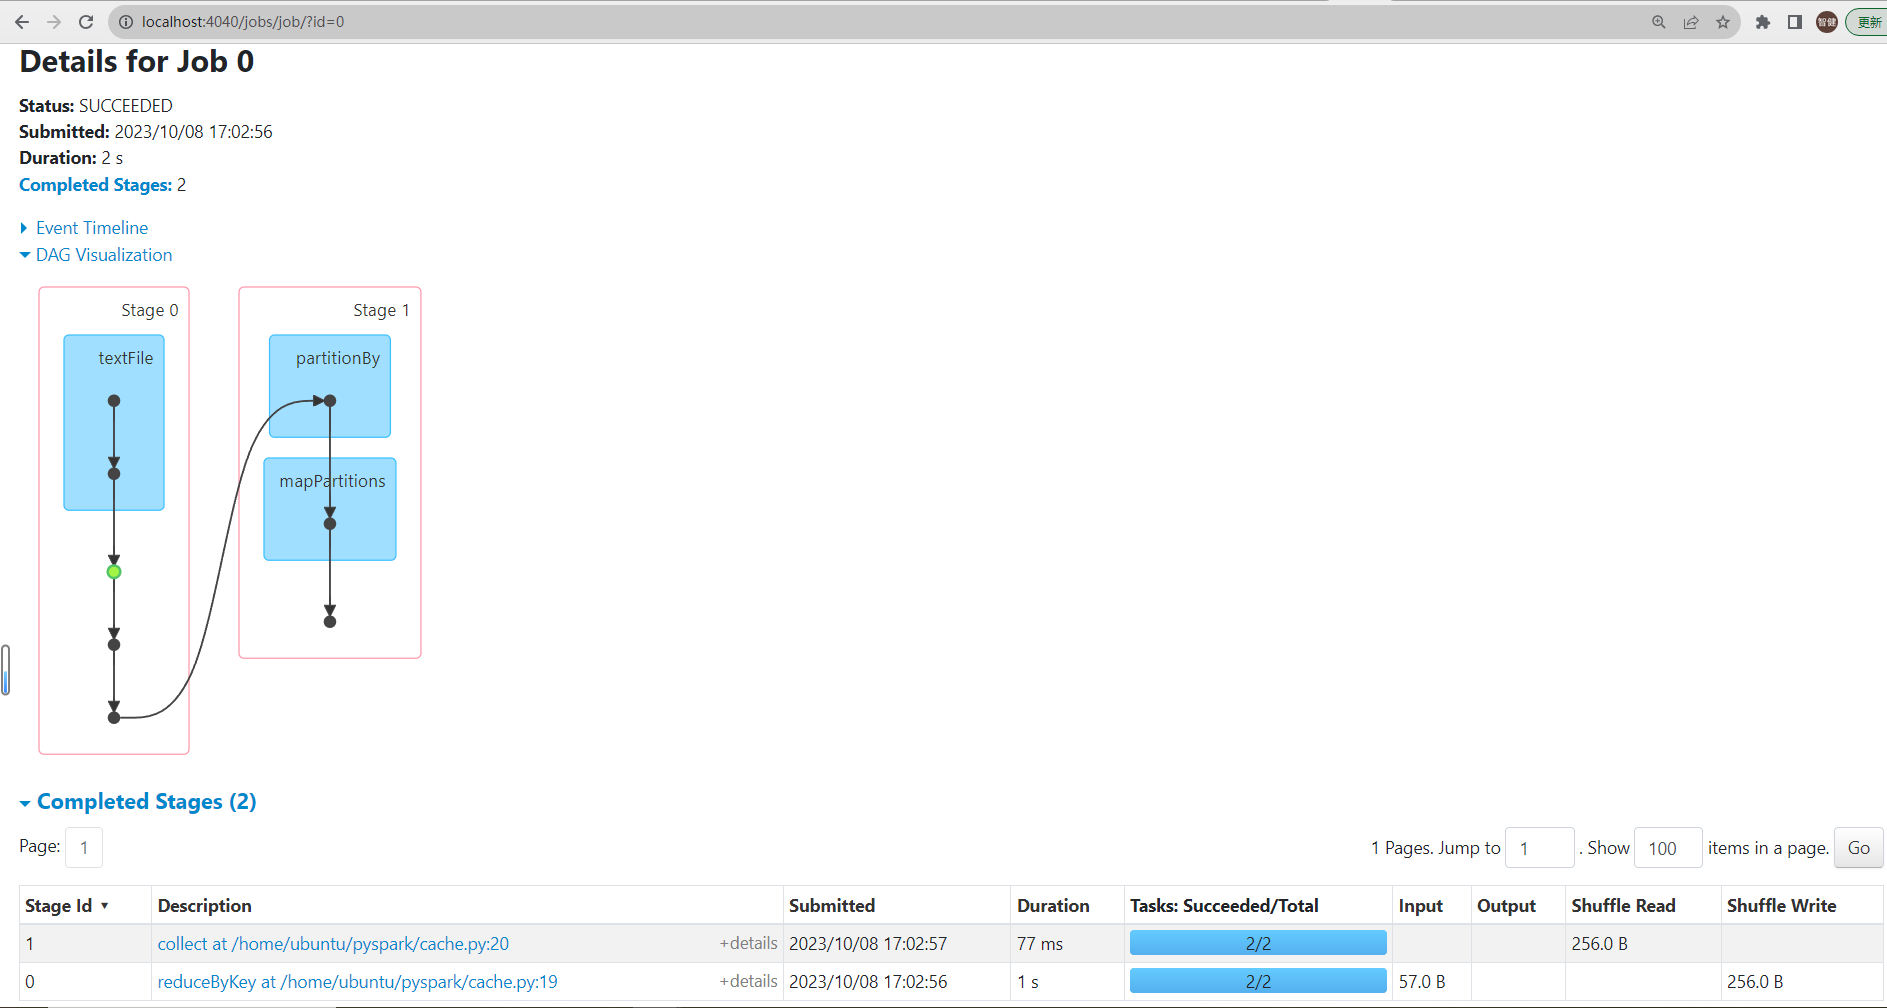 localhost:4040/jobs/job/?id=0
智健
更新
Details for Job 0
Status: SUCCEEDED
Submitted: 2023/10/08 17:02:56
Duration: 2 s
Completed Stages: 2
Event Timeline
DAG Visualization
Stage 0
Stage 1
textFile
partitionBy
mapPartitions
Completed Stages (2)
Page: 1
1 Pages. Jump to 1 . Show 100 items in a page. Go
Stage Id ▾ Description Submitted Duration Tasks: Succeeded/Total Input Output Shuffle Read Shuffle Write
1 collect at /home/ubuntu/pyspark/cache.py:20 +details 2023/10/08 17:02:57 77 ms 2/2 256.0 B
0 reduceByKey at /home/ubuntu/pyspark/cache.py:19 +details 2023/10/08 17:02:56 1 s 2/2 57.0 B 256.0 B